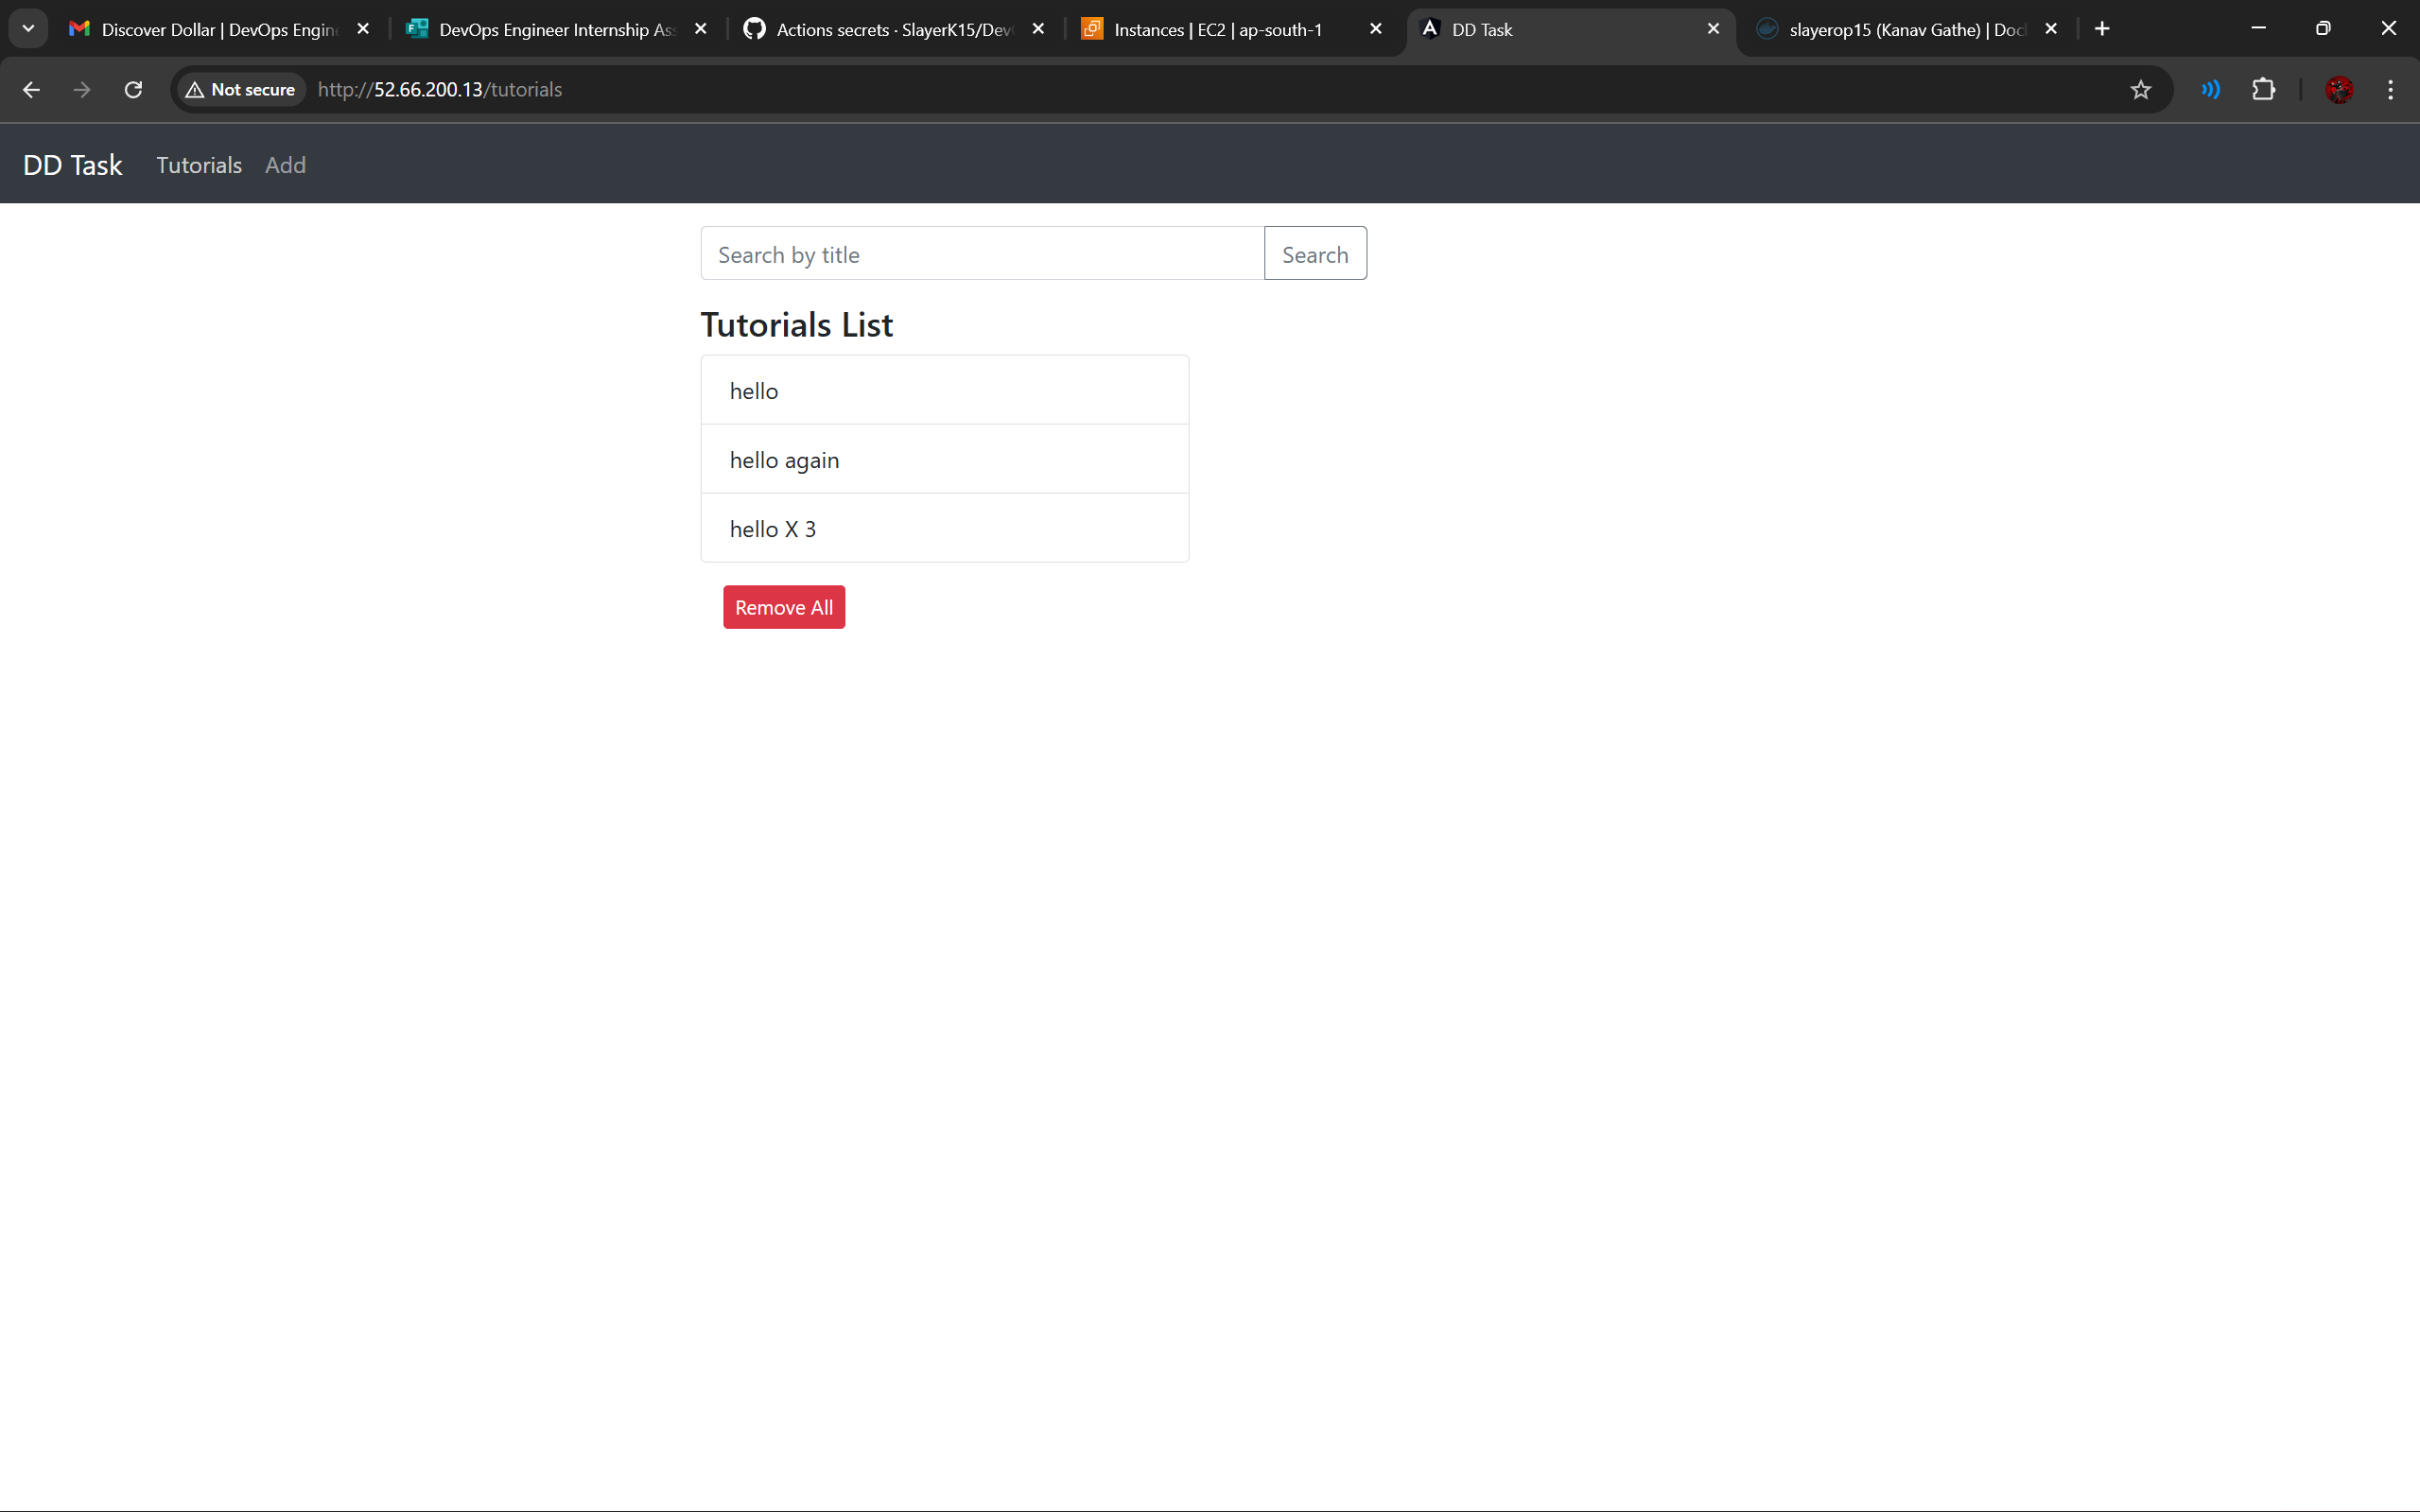 Discover Dollar | DevOps Engin
DevOps Engineer Internship As
Actions secrets · SlayerK15/Dev
Instances | EC2 | ap-south-1
DD Task
slayerop15 (Kanav Gathe) | Doc
Not secure
http://52.66.200.13/tutorials
DD Task
Tutorials
Add
Search by title
Search
Tutorials List
hello
hello again
hello X 3
Remove All